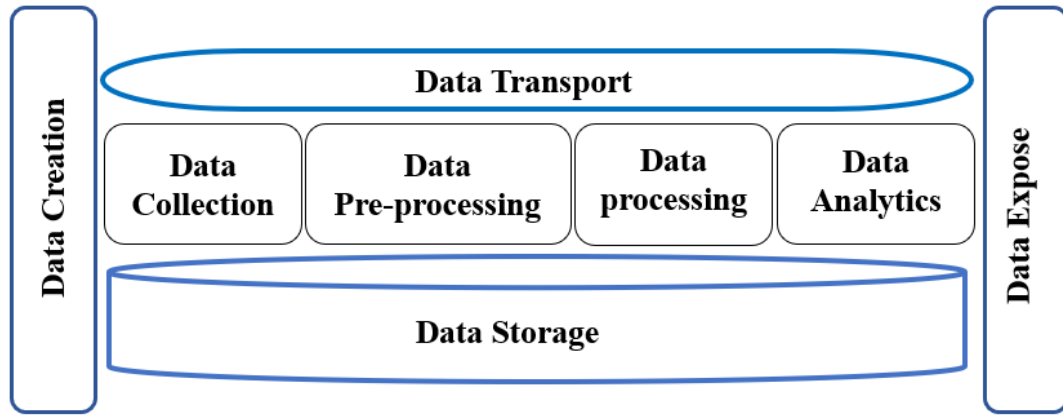 Data Creation
Data Transport
Data
Collection
Data
Pre-processing
Data
processing
Data
Analytics
Data Storage
Data Expose